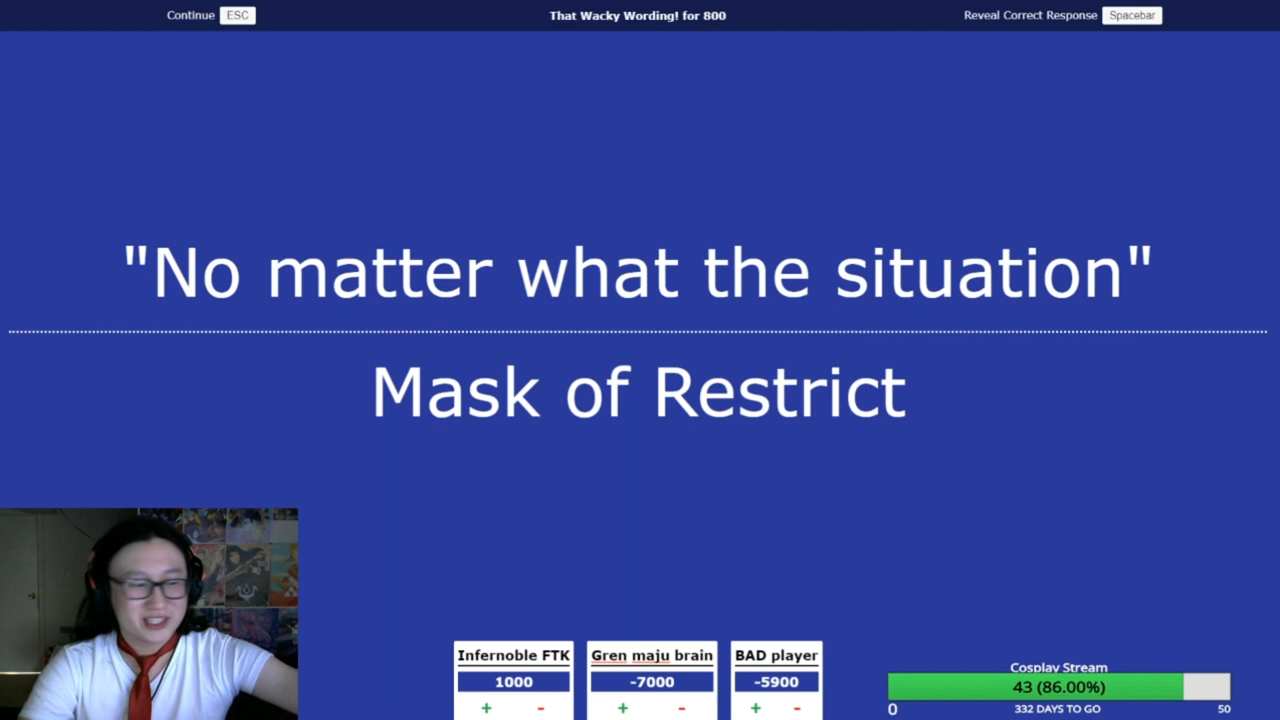 Continue ESC
That Wacky Wording! for 800
Reveal Correct Response Spacebar
"No matter what the situation"
Mask of Restrict
Infernoble FTK
1000
+ -
Gren maju brain
-7000
+ -
BAD player
-5900
+ -
Cosplay Stream
43 (86.00%)
0 332 DAYS TO GO 50